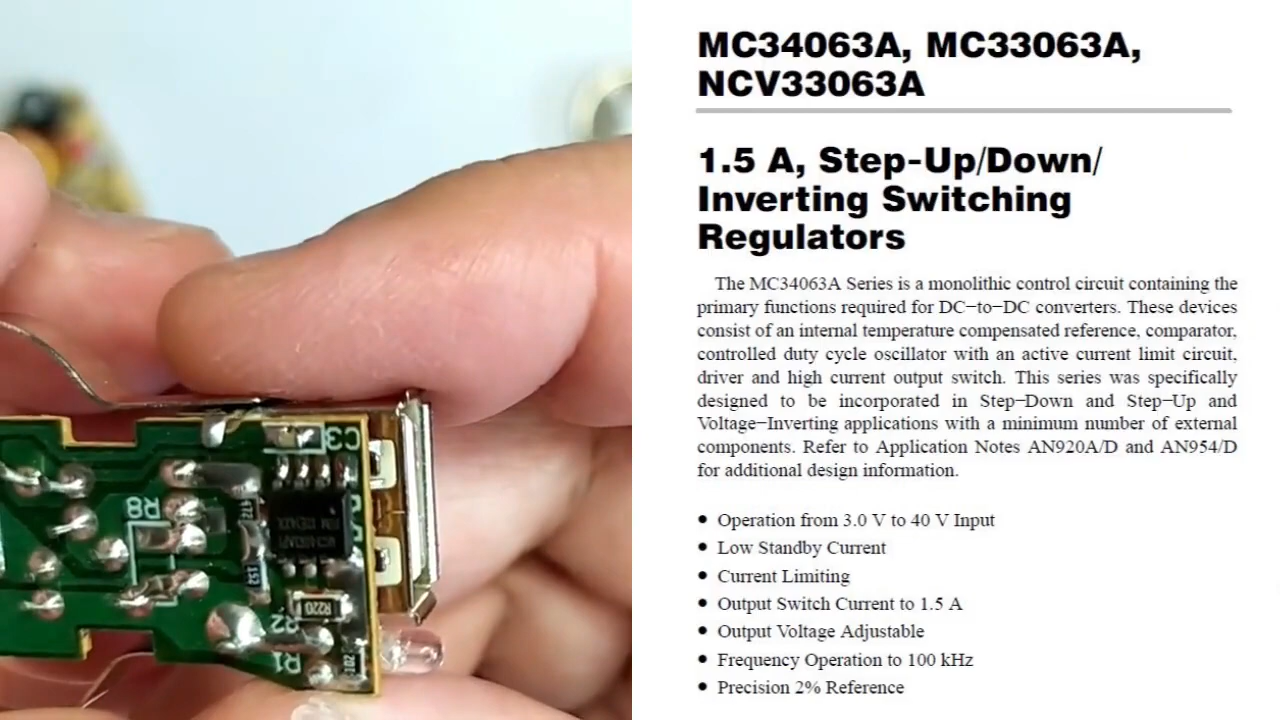 C3
R8
472
152
R220
R2
R1
102
MC34063A, MC33063A,
NCV33063A
1.5 A, Step-Up/Down/
Inverting Switching
Regulators
The MC34063A Series is a monolithic control circuit containing the
primary functions required for DC−to−DC converters. These devices
consist of an internal temperature compensated reference, comparator,
controlled duty cycle oscillator with an active current limit circuit,
driver and high current output switch. This series was specifically
designed to be incorporated in Step−Down and Step−Up and
Voltage−Inverting applications with a minimum number of external
components. Refer to Application Notes AN920A/D and AN954/D
for additional design information.
• Operation from 3.0 V to 40 V Input
• Low Standby Current
• Current Limiting
• Output Switch Current to 1.5 A
• Output Voltage Adjustable
• Frequency Operation to 100 kHz
• Precision 2% Reference